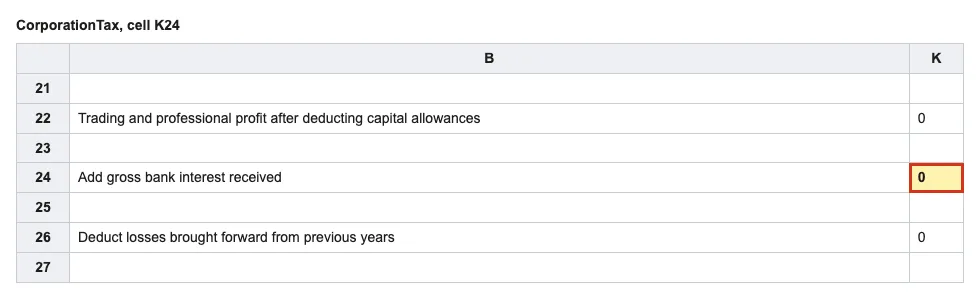 CorporationTax, cell K24
B K
21
22 Trading and professional profit after deducting capital allowances 0
23
24 Add gross bank interest received 0
25
26 Deduct losses brought forward from previous years 0
27